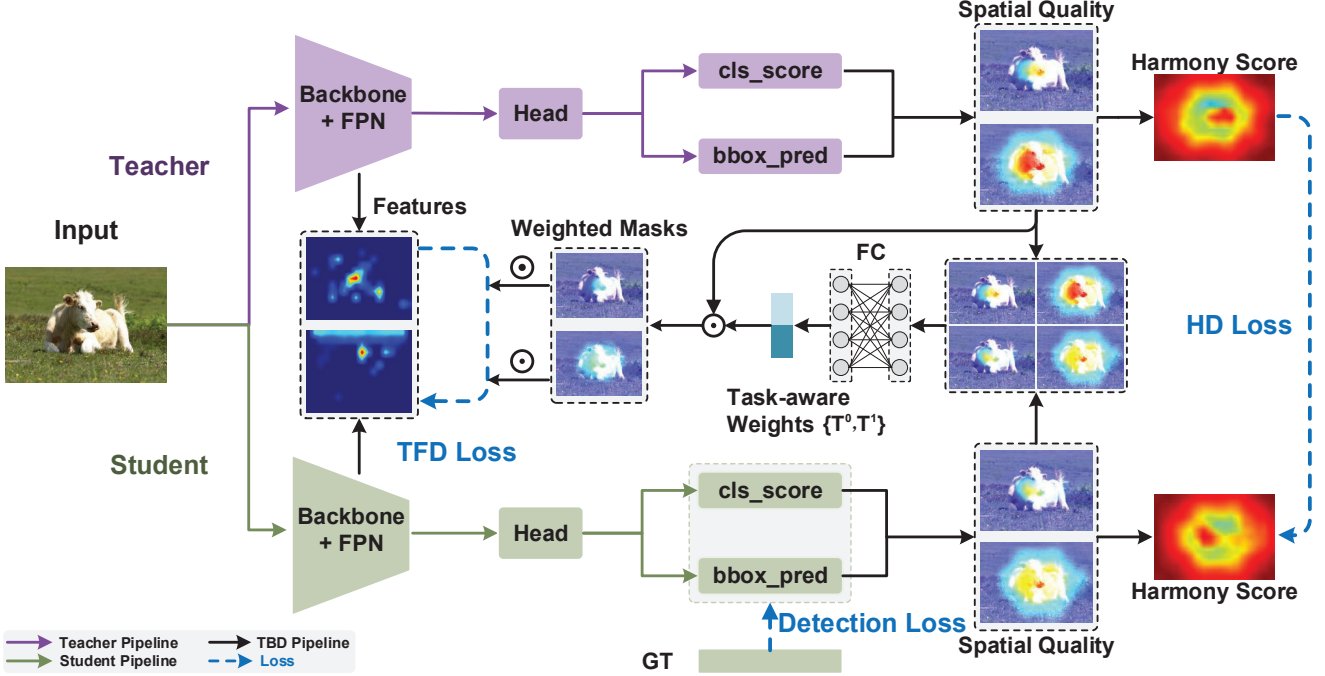 Spatial Quality
Harmony Score
cls_score
Backbone
+ FPN
Head
bbox_pred
Teacher
Features
Input
Weighted Masks
FC
HD Loss
Task-aware
Weights {T⁰,T¹}
TFD Loss
Student
cls_score
Backbone
+ FPN
Head
bbox_pred
Harmony Score
Detection Loss
Spatial Quality
GT
Teacher Pipeline
TBD Pipeline
Student Pipeline
Loss